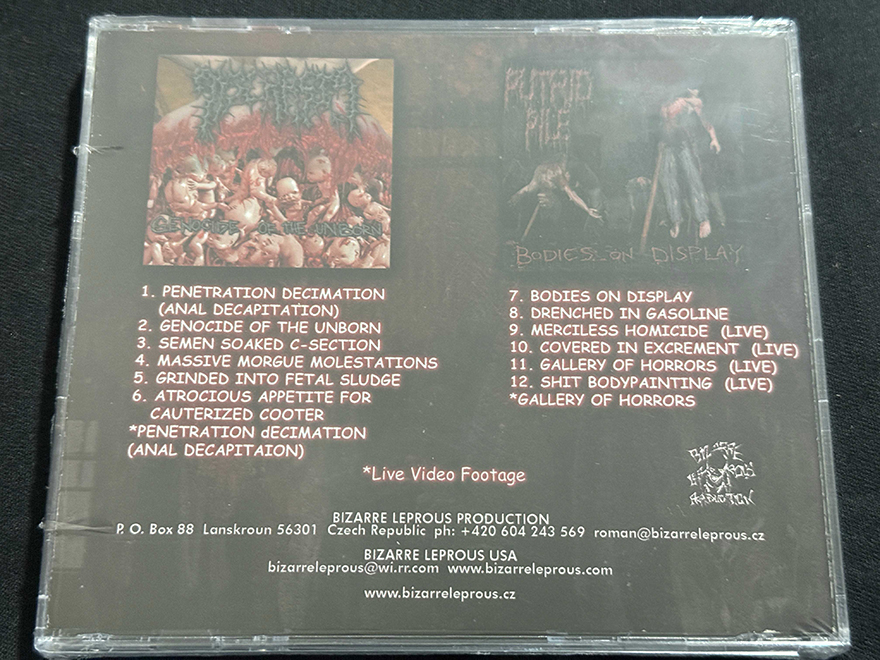 GENOCIDE OF THE UNBORN
1. PENETRATION DECIMATION
(ANAL DECAPITATION)
2. GENOCIDE OF THE UNBORN
3. SEMEN SOAKED C-SECTION
4. MASSIVE MORGUE MOLESTATIONS
5. GRINDED INTO FETAL SLUDGE
6. ATROCIOUS APPETITE FOR
CAUTERIZED COOTER
*PENETRATION dECIMATION
(ANAL DECAPITAION)
PUTRID
PILE
BODIES ON DISPLAY
7. BODIES ON DISPLAY
8. DRENCHED IN GASOLINE
9. MERCILESS HOMICIDE (LIVE)
10. COVERED IN EXCREMENT (LIVE)
11. GALLERY OF HORRORS (LIVE)
12. SHIT BODYPAINTING (LIVE)
*GALLERY OF HORRORS
*Live Video Footage
BIZARRE LEPROUS PRODUCTION
P. O. Box 88 Lanskroun 56301 Czech Republic ph: +420 604 243 569 roman@bizarreleprous.cz
BIZARRE LEPROUS USA
bizarreleprous@wi.rr.com www.bizarreleprous.com
www.bizarreleprous.cz